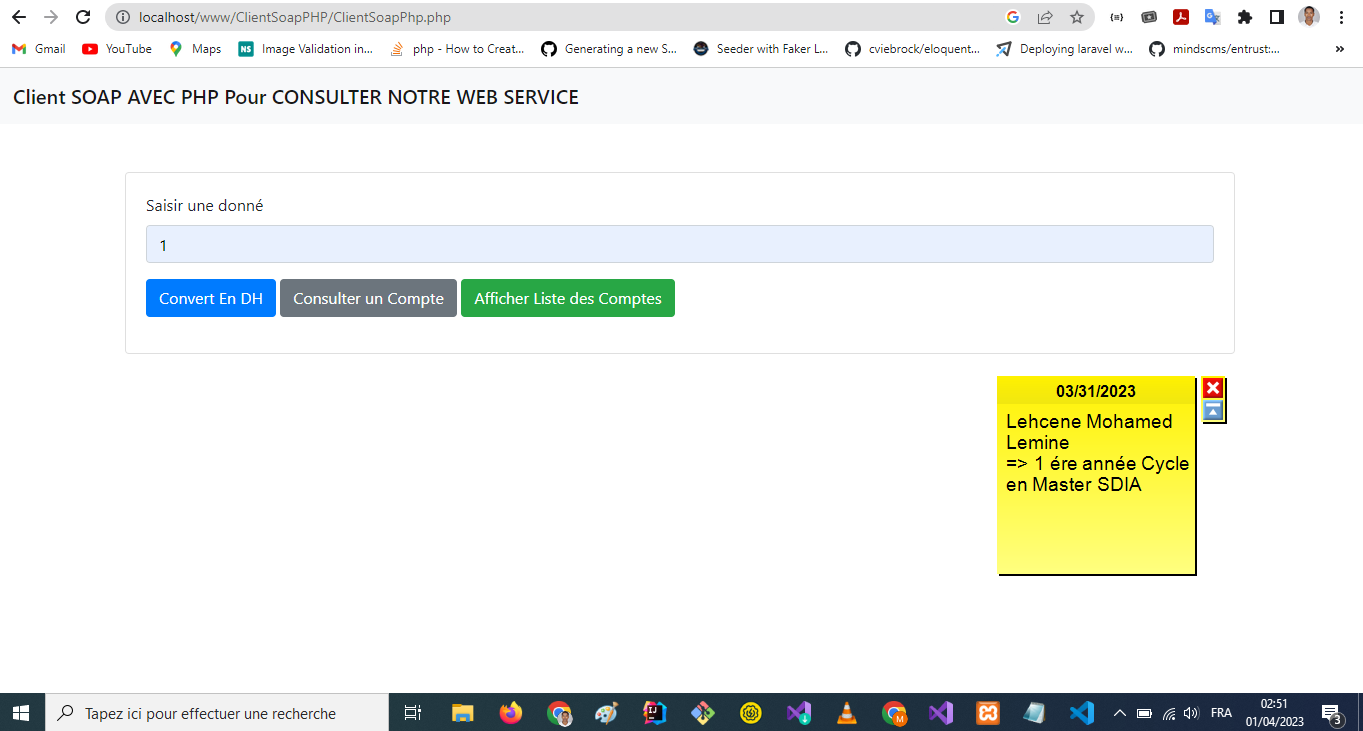 localhost/www/ClientSoapPHP/ClientSoapPhp.php
Gmail YouTube Maps NS Image Validation in... php - How to Creat... Generating a new S... Seeder with Faker L... cviebrock/eloquent... Deploying laravel w... mindscms/entrust:... »
Client SOAP AVEC PHP Pour CONSULTER NOTRE WEB SERVICE
Saisir une donné
1
Convert En DH Consulter un Compte Afficher Liste des Comptes
03/31/2023
Lehcene Mohamed
Lemine
=> 1 ére année Cycle
en Master SDIA
Tapez ici pour effectuer une recherche
FRA
02:51
01/04/2023
3